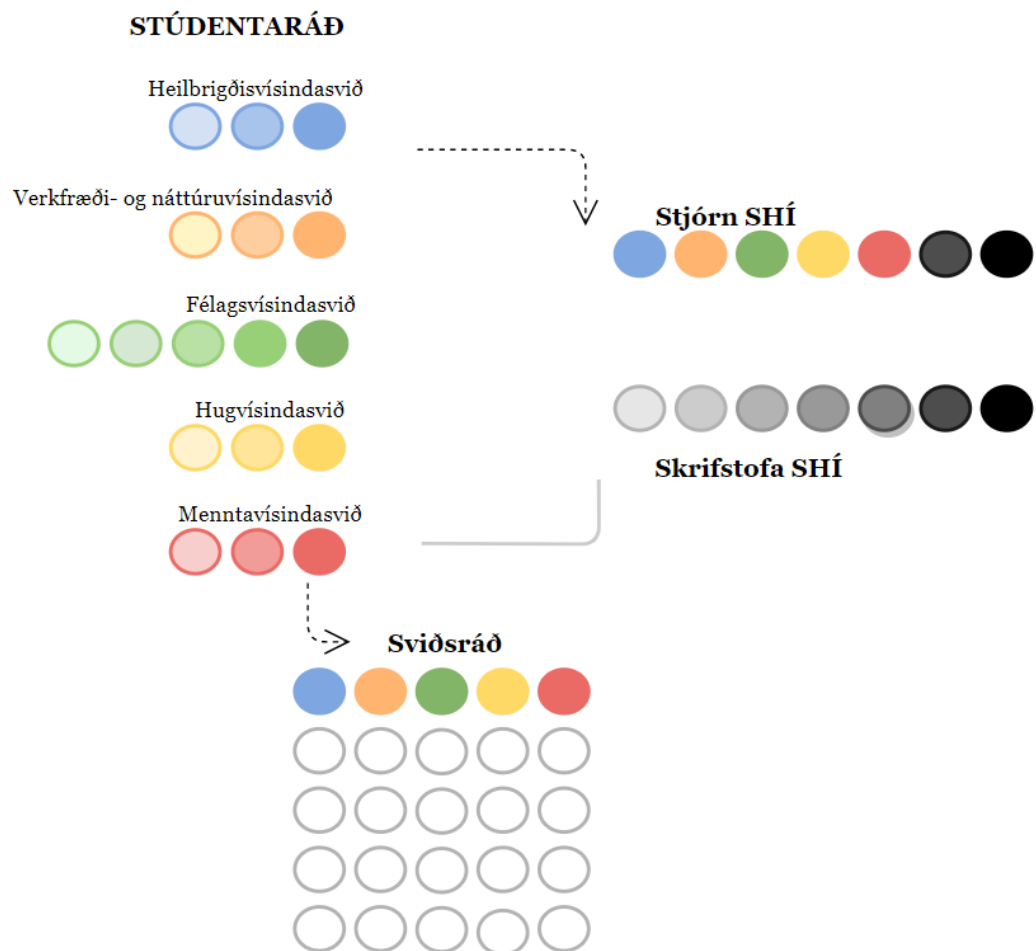 STÚDENTARÁÐ
Heilbrigðisvísindasvið
Verkfræði- og náttúruvísindasvið
Félagsvísindasvið
Hugvísindasvið
Menntavísindasvið
Stjórn SHÍ
Skrifstofa SHÍ
Sviðsráð